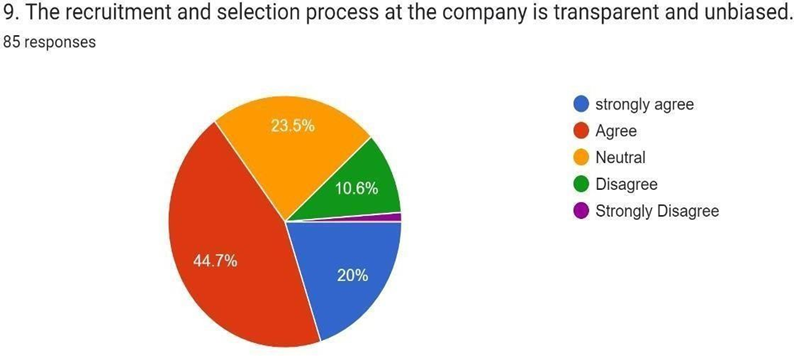 9. The recruitment and selection process at the company is transparent and unbiased.
85 responses
23.5%
10.6%
44.7%
20%
strongly agree
Agree
Neutral
Disagree
Strongly Disagree